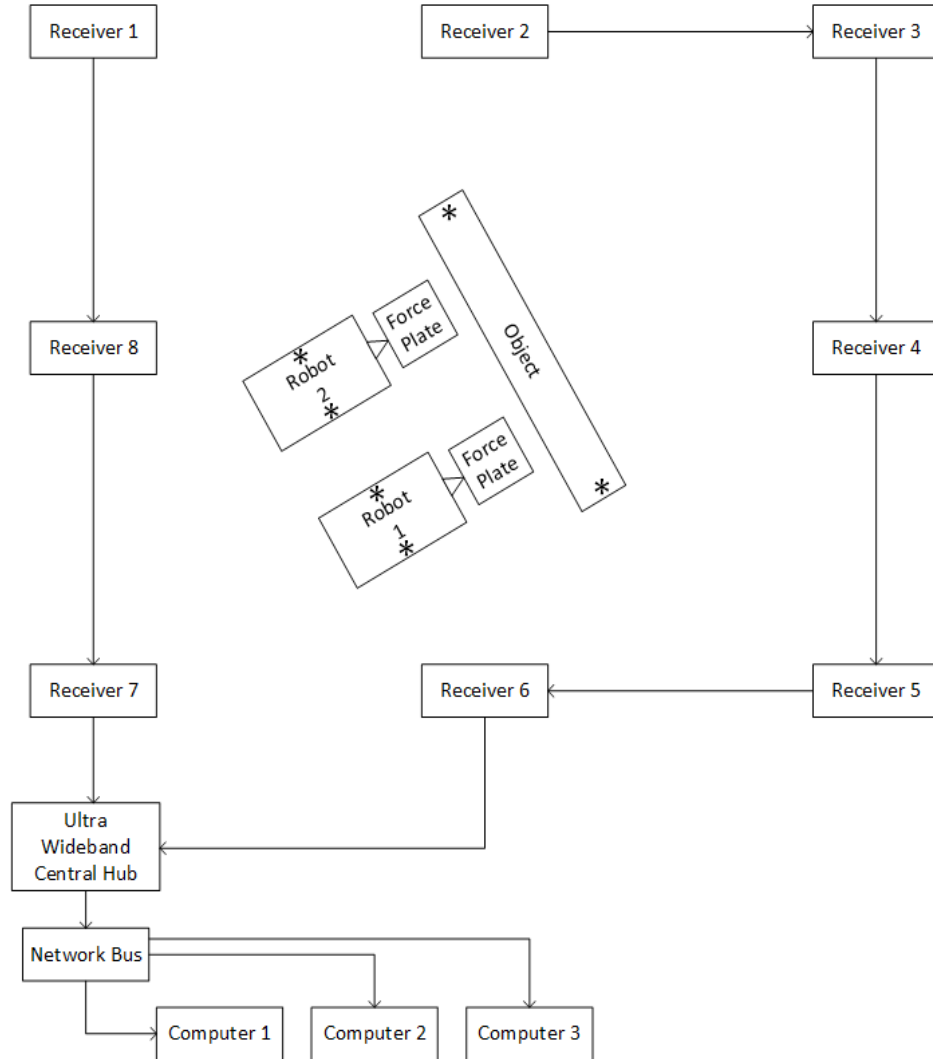 Receiver 1
Receiver 2
Receiver 3
*
Force
Plate
Object
Receiver 8
Receiver 4
*
Robot
2
*
Force
Plate
*
*
Robot
1
*
Receiver 7
Receiver 6
Receiver 5
Ultra
Wideband
Central Hub
Network Bus
Computer 1
Computer 2
Computer 3